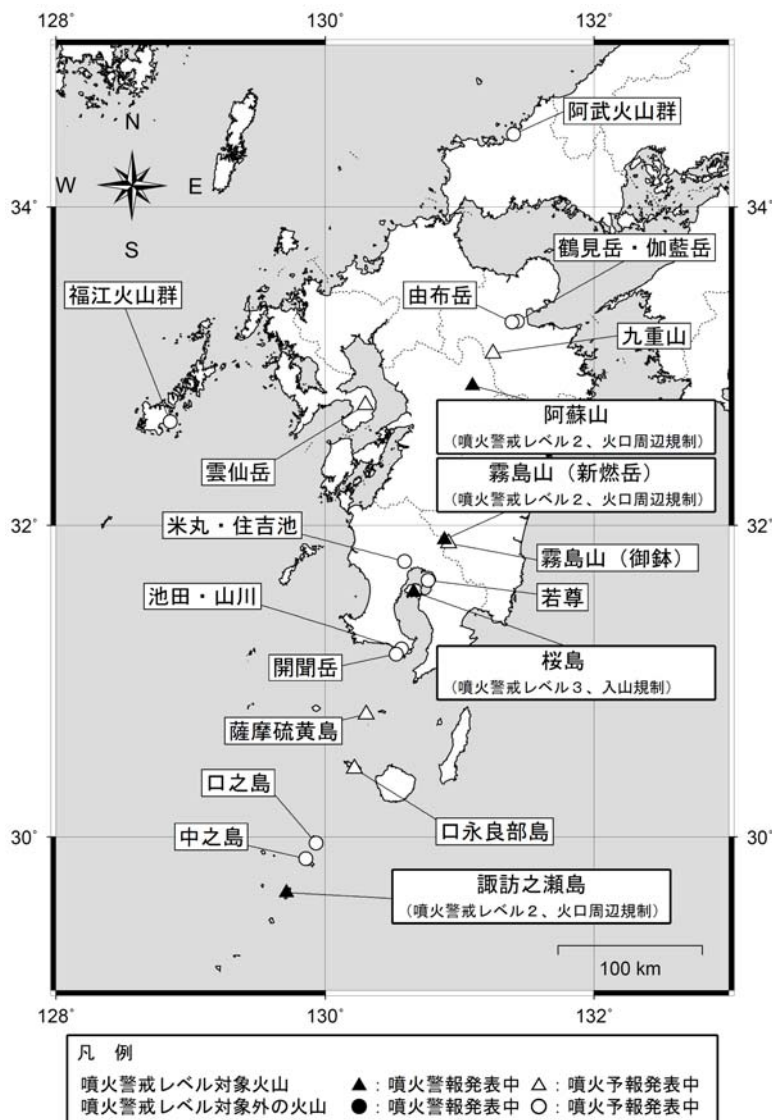 128° 130° 132°
N
W E
S
阿武火山群
34° 34°
鶴見岳・伽藍岳
福江火山群
由布岳
九重山
阿蘇山
(噴火警戒レベル2、火口周辺規制)
雲仙岳
霧島山(新燃岳)
(噴火警戒レベル2、火口周辺規制)
32° 32°
米丸・住吉池
霧島山(御鉢)
池田・山川
若尊
開聞岳
桜島
(噴火警戒レベル3、入山規制)
薩摩硫黄島
口之島
口永良部島
中之島
30° 30°
諏訪之瀬島
(噴火警戒レベル2、火口周辺規制)
100 km
128° 130° 132°
凡 例
噴火警戒レベル対象火山 ▲:噴火警報発表中 △:噴火予報発表中
噴火警戒レベル対象外の火山 ●:噴火警報発表中 ○:噴火予報発表中